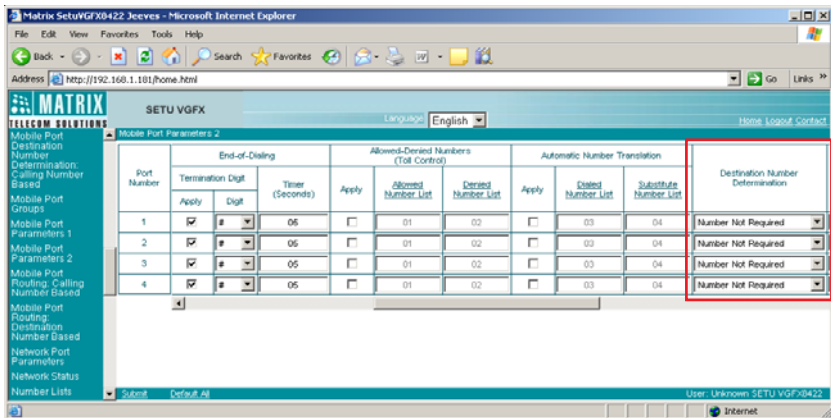 Matrix SetuVGFX8422 Jeeves - Microsoft Internet Explorer
File Edit View Favorites Tools Help
Back Search Favorites
Address http://192.168.1.181/home.html Go Links »
MATRIX
TELECOM SOLUTIONS
SETU VGFX
Language English
Home Logout Contact
Mobile Port Destination Number Determination: Calling Number Based
Mobile Port Groups
Mobile Port Parameters 1
Mobile Port Parameters 2
Mobile Port Routing: Calling Number Based
Mobile Port Routing: Destination Number Based
Network Port Parameters
Network Status
Number Lists
Mobile Port Parameters 2
Port Number
End-of-Dialing
Termination Digit
Apply Digit
Timer (Seconds)
Allowed-Denied Numbers (Toll Control)
Apply
Allowed Number List
Denied Number List
Automatic Number Translation
Apply
Dialed Number List
Substitute Number List
Destination Number Determination
1 # 05 01 02 03 04 Number Not Required
2 # 05 01 02 03 04 Number Not Required
3 # 05 01 02 03 04 Number Not Required
4 # 05 01 02 03 04 Number Not Required
Submit Default All
User: Unknown SETU VGFX8422
Internet